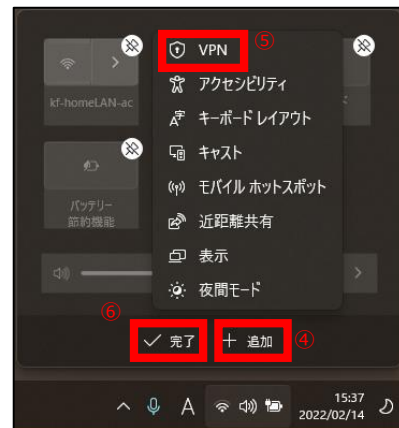 ⑤
VPN
アクセシビリティ
kf-homeLAN-ac
キーボード レイアウト
キャスト
モバイル ホットスポット
バッテリー
節約機能
近距離共有
表示
夜間モード
⑥
完了
追加
④
A
15:37
2022/02/14